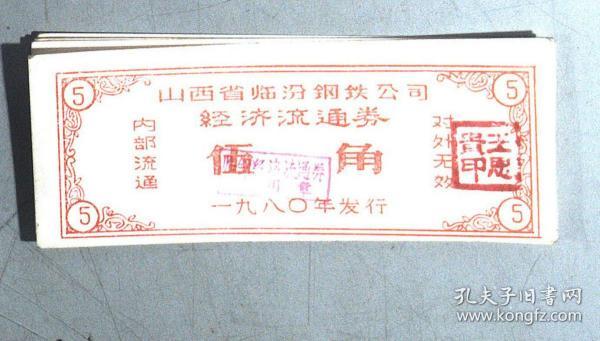 山西省临汾钢铁公司
经济流通券
内部流通
对外无效
伍角
一九八〇年发行
5
5
5
5
孔夫子旧书网
www.kongfz.com